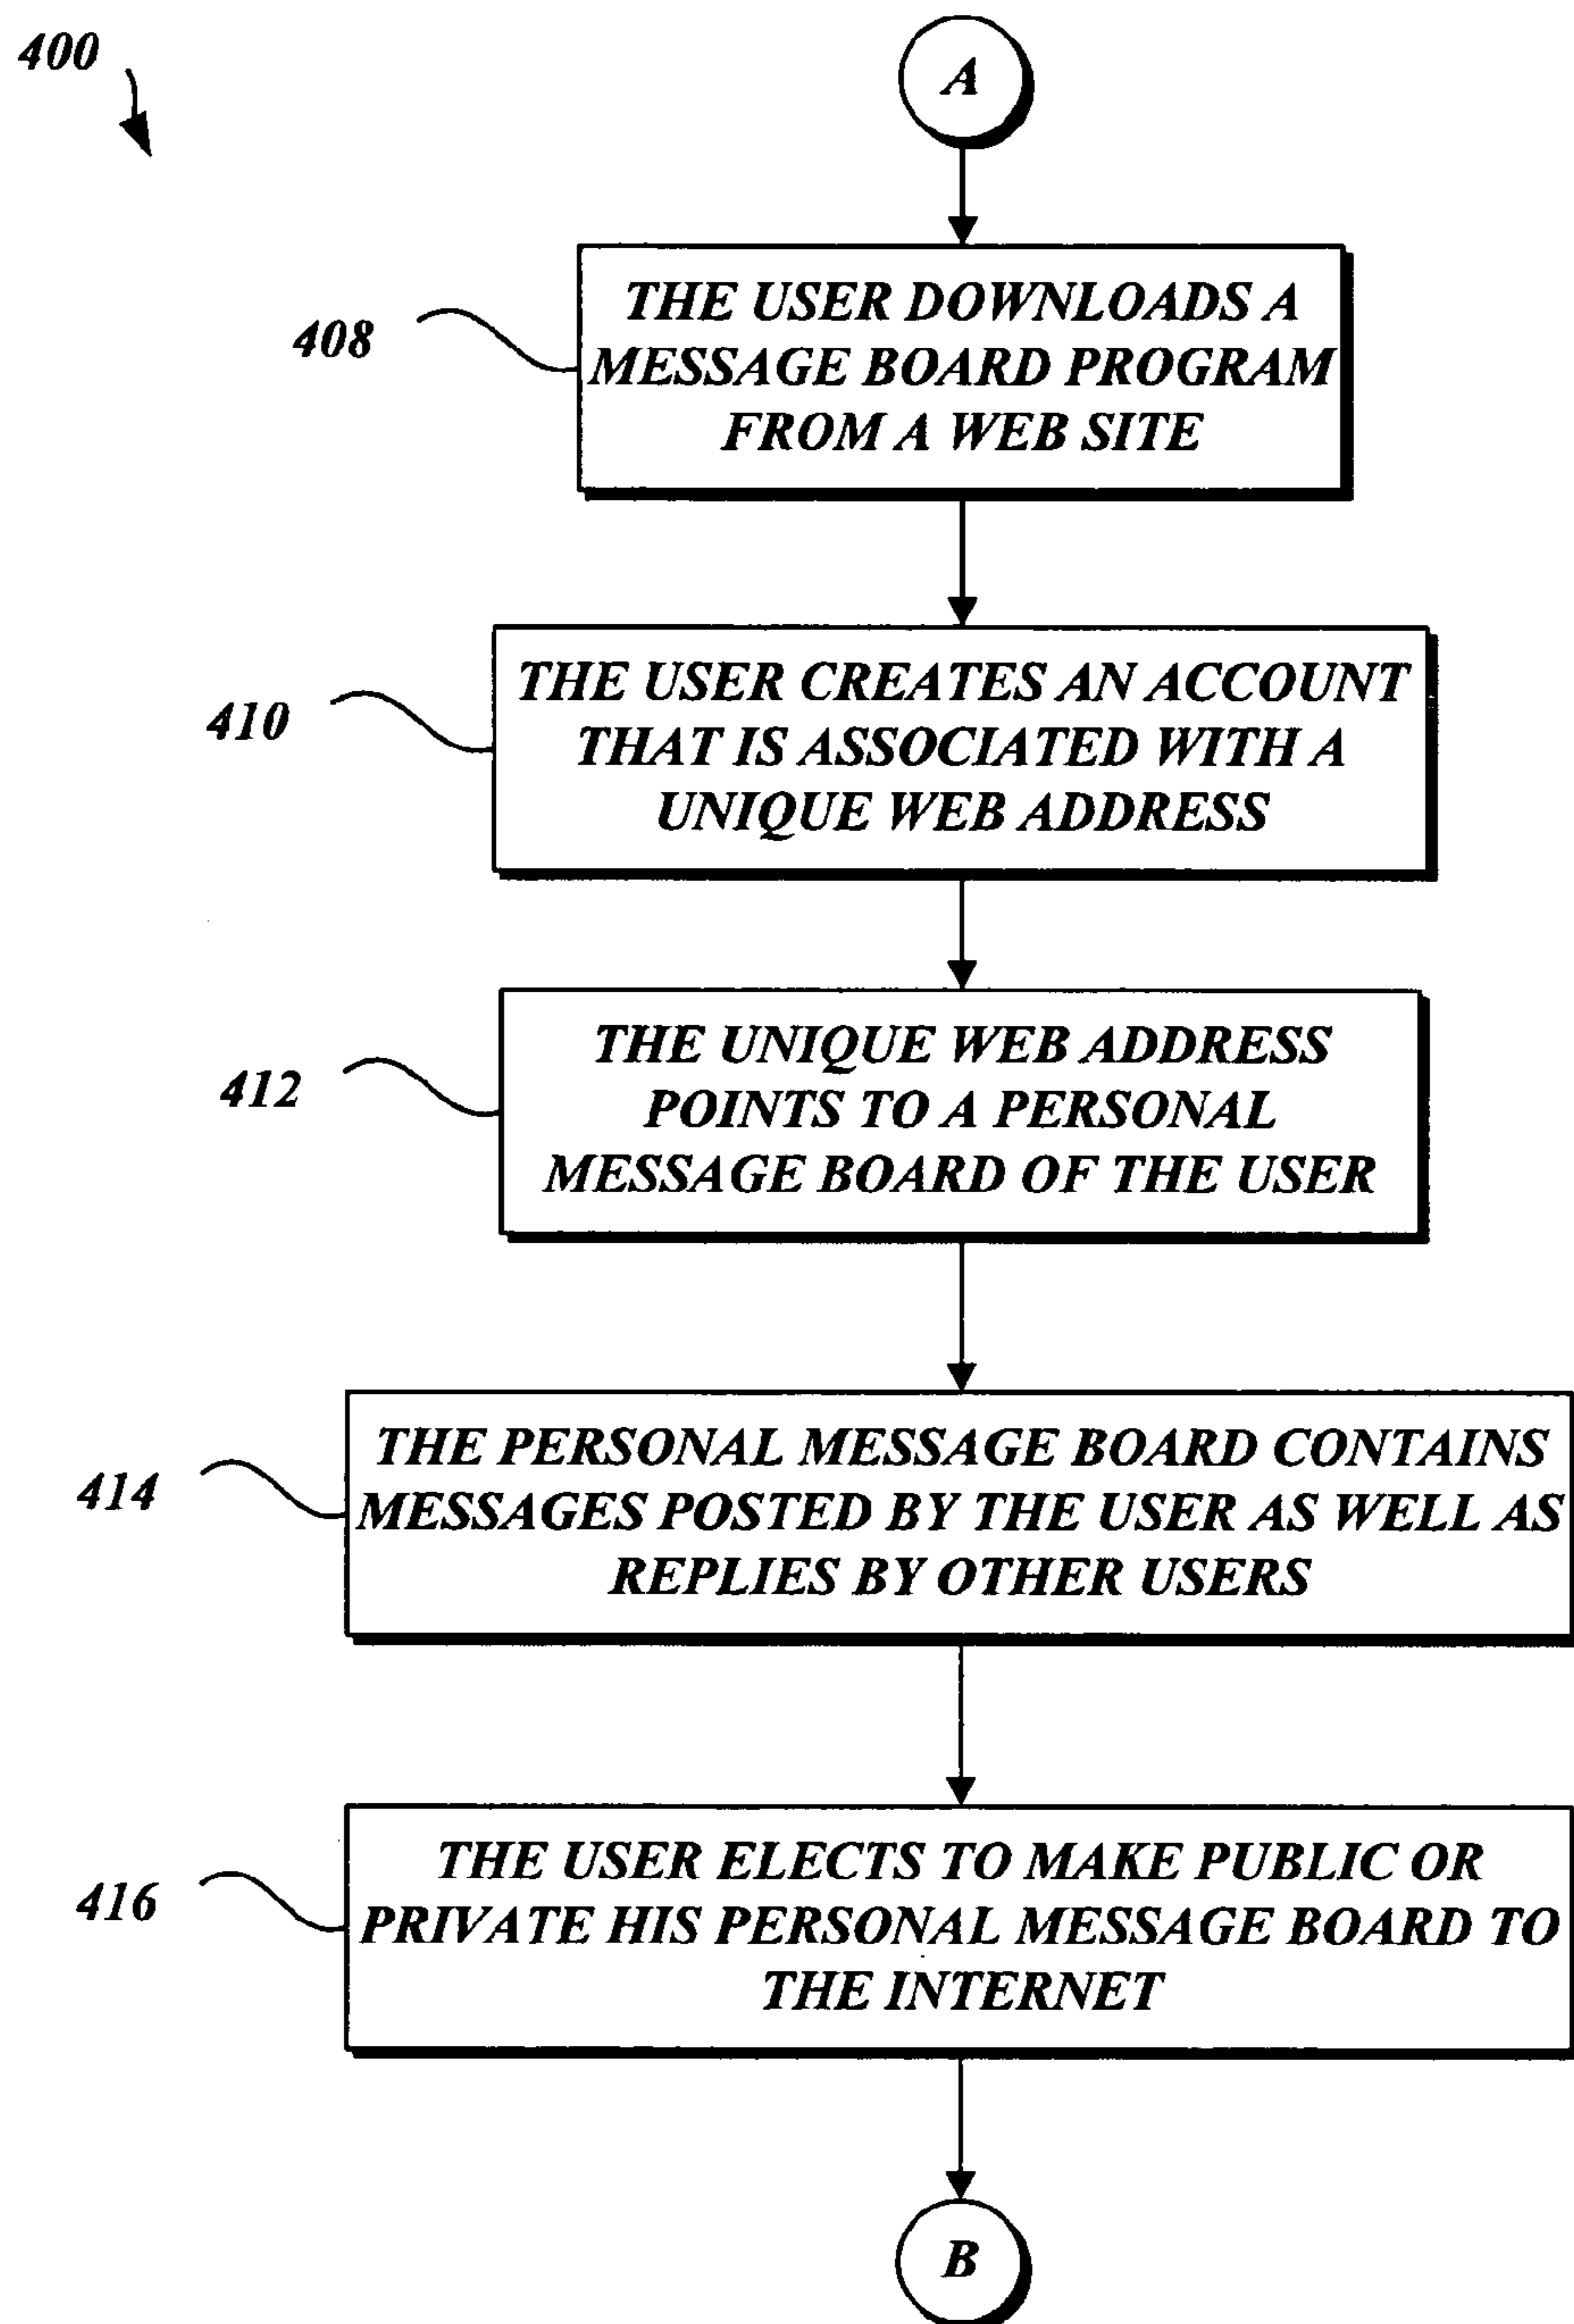 400
A
408
THE USER DOWNLOADS A
MESSAGE BOARD PROGRAM
FROM A WEB SITE
410
THE USER CREATES AN ACCOUNT
THAT IS ASSOCIATED WITH A
UNIQUE WEB ADDRESS
412
THE UNIQUE WEB ADDRESS
POINTS TO A PERSONAL
MESSAGE BOARD OF THE USER
414
THE PERSONAL MESSAGE BOARD CONTAINS
MESSAGES POSTED BY THE USER AS WELL AS
REPLIES BY OTHER USERS
416
THE USER ELECTS TO MAKE PUBLIC OR
PRIVATE HIS PERSONAL MESSAGE BOARD TO
THE INTERNET
B